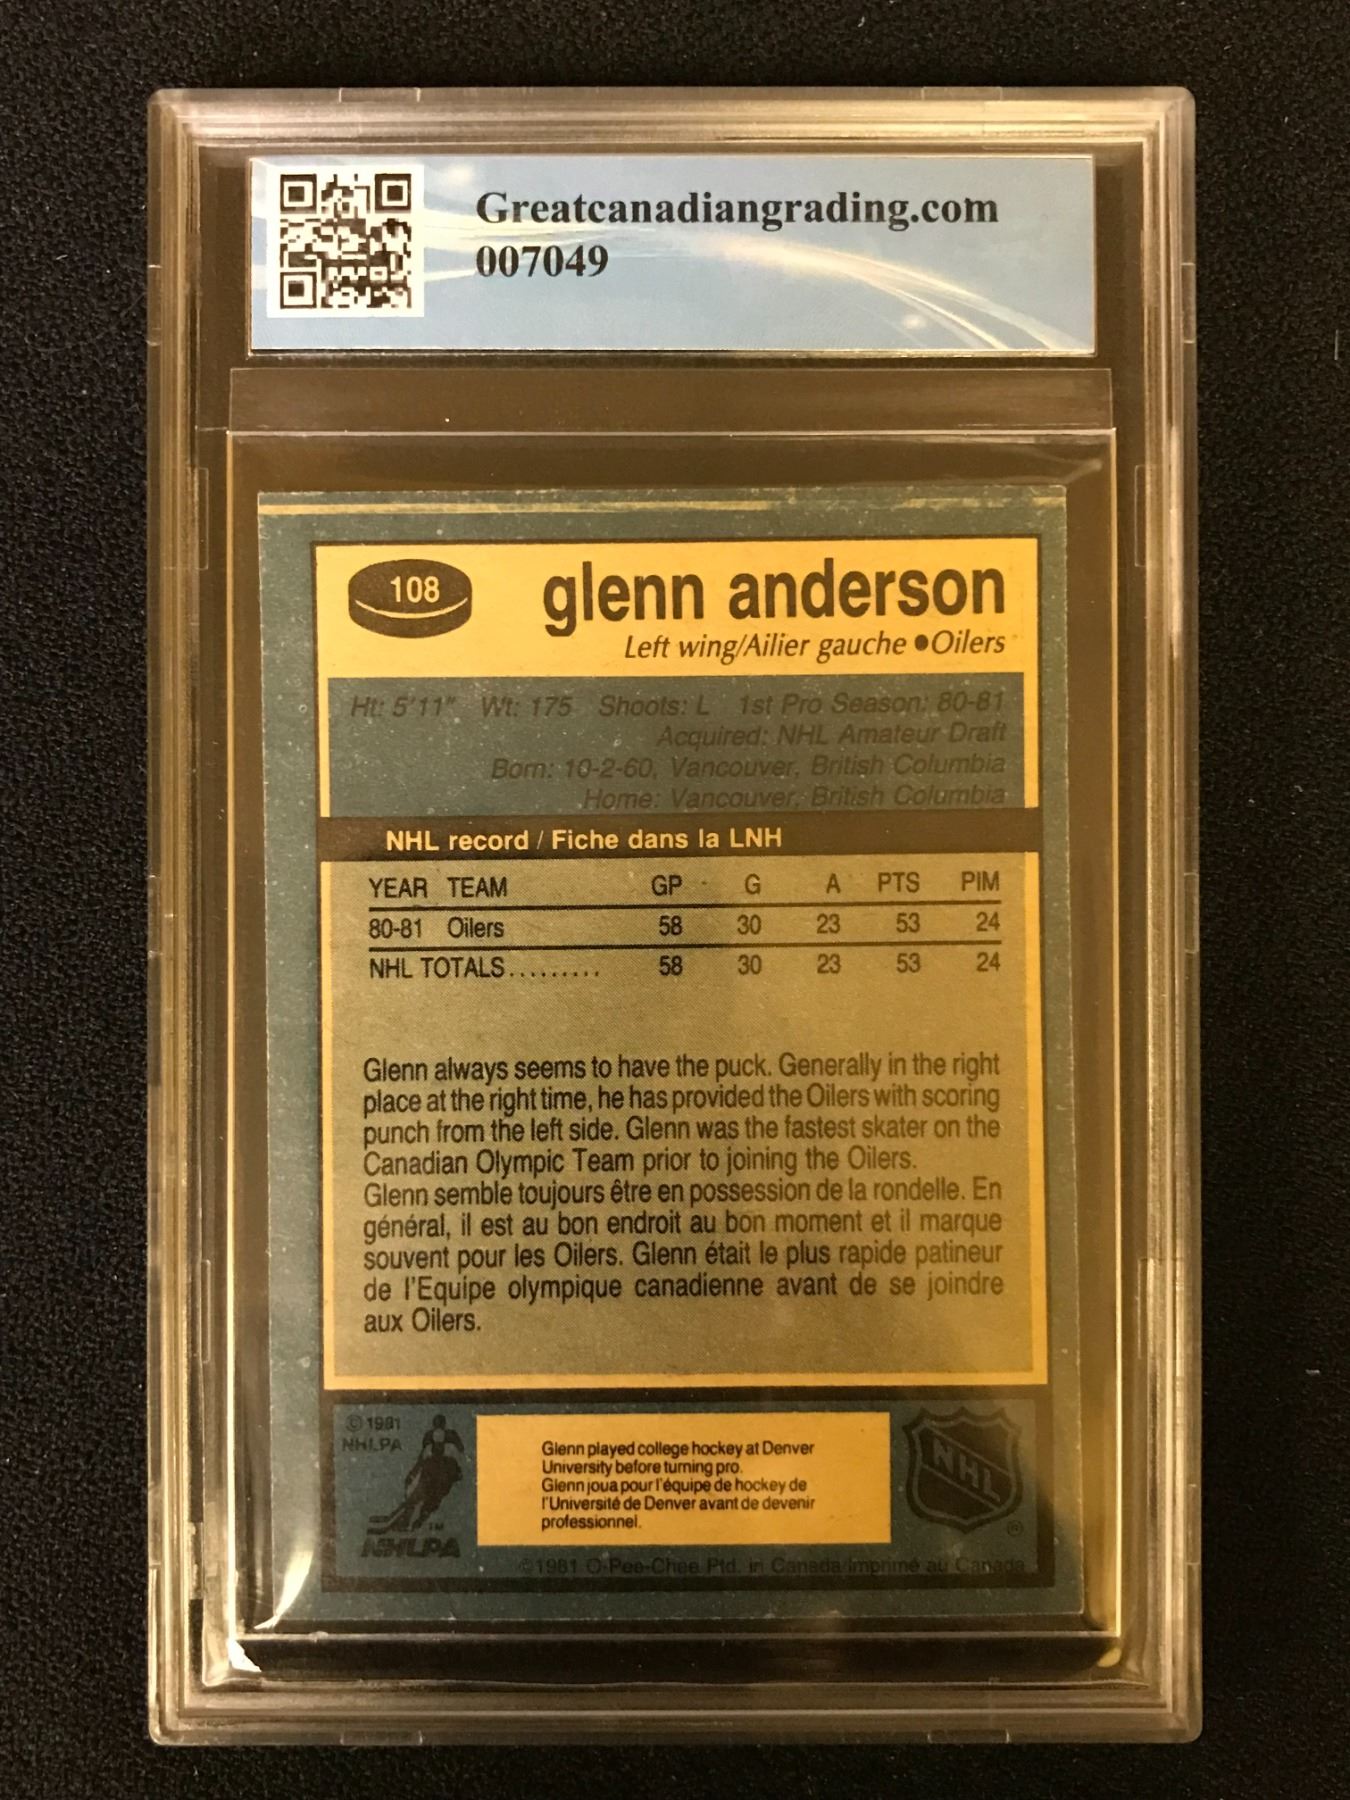 Greatcanadiangrading.com
007049
108
glenn anderson
Left wing/Ailier gauche ●Oilers
Ht: 5'11" Wt: 175 Shoots: L 1st Pro Season: 80-81
Acquired: NHL Amateur Draft
Born: 10-2-60, Vancouver, British Columbia
Home: Vancouver, British Columbia
NHL record / Fiche dans la LNH
YEAR TEAM GP G A PTS PIM
80-81 Oilers 58 30 23 53 24
NHL TOTALS......... 58 30 23 53 24
Glenn always seems to have the puck. Generally in the right
place at the right time, he has provided the Oilers with scoring
punch from the left side. Glenn was the fastest skater on the
Canadian Olympic Team prior to joining the Oilers.
Glenn semble toujours être en possession de la rondelle. En
général, il est au bon endroit au bon moment et il marque
souvent pour les Oilers. Glenn était le plus rapide patineur
de l'Equipe olympique canadienne avant de se joindre
aux Oilers.
© 1981
NHLPA
Glenn played college hockey at Denver
University before turning pro.
Glenn joua pour l'équipe de hockey de
l'Université de Denver avant de devenir
professionnel.
TM
NHLPA
NHL
®
©1981 O-Pee-Chee Ptd. in Canada/Imprimé au Canada